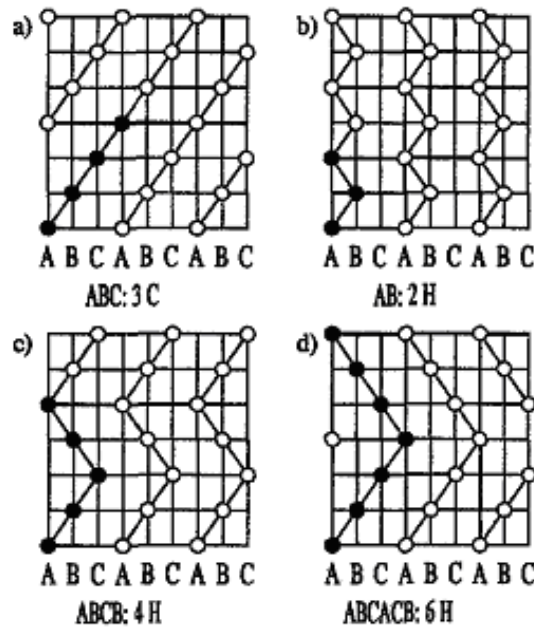 a)
b)
A B C A B C A B C
A B C A B C A B C
ABC: 3 C
AB: 2 H
c)
d)
A B C A B C A B C
A B C A B C A B C
ABCB: 4 H
ABCACB: 6 H